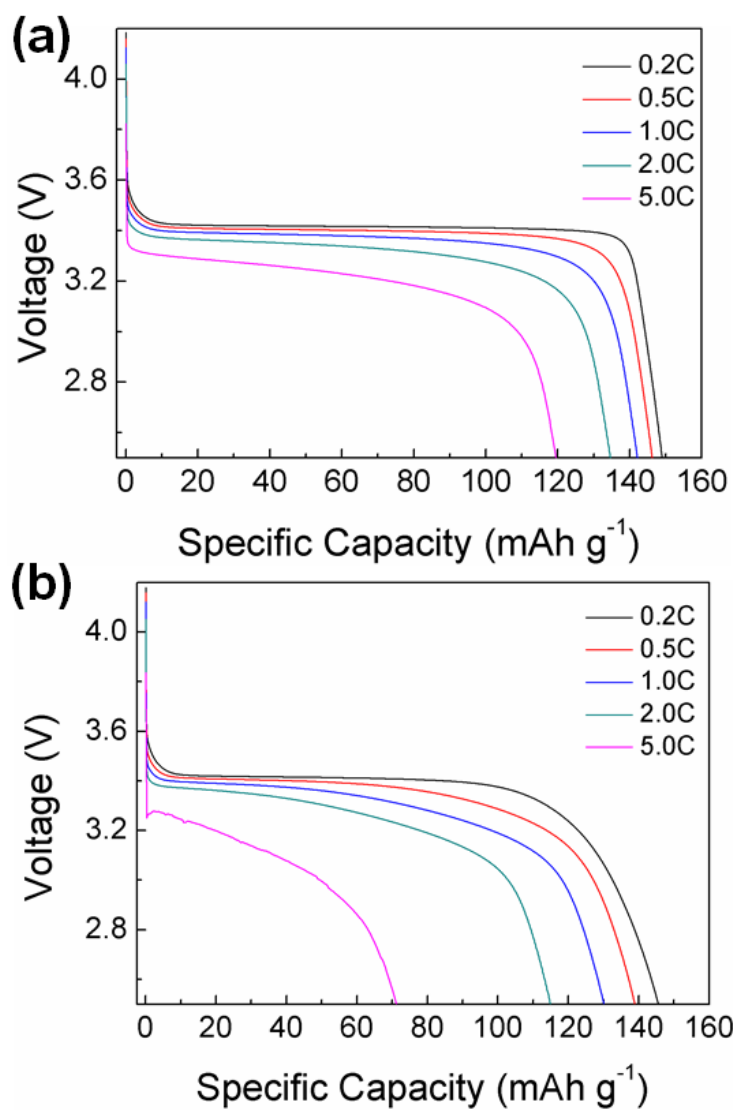 (a)
0.2C
0.5C
1.0C
2.0C
5.0C
4.0
3.6
3.2
2.8
Voltage (V)
0 20 40 60 80 100 120 140 160
Specific Capacity (mAh g⁻¹)
(b)
0.2C
0.5C
1.0C
2.0C
5.0C
4.0
3.6
3.2
2.8
Voltage (V)
0 20 40 60 80 100 120 140 160
Specific Capacity (mAh g⁻¹)